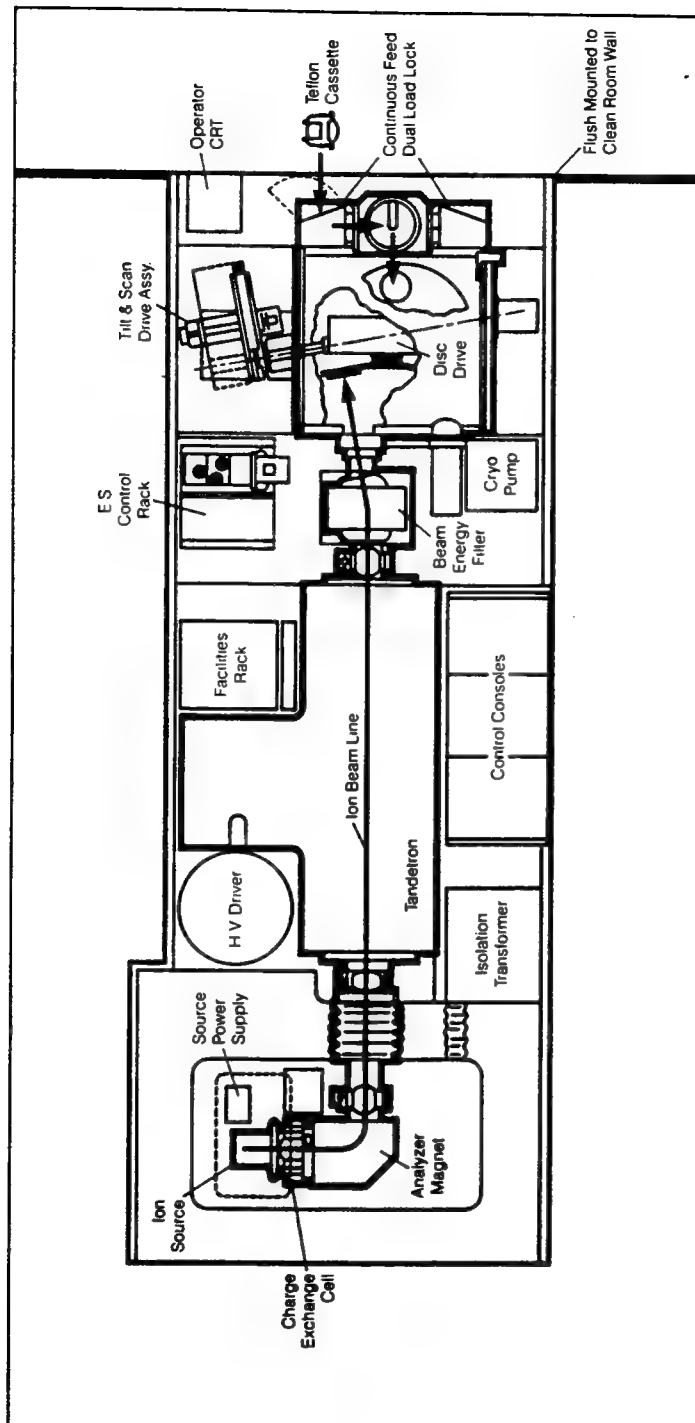 Ion
Source
Source
Power
Supply
Charge
Exchange
Cell
Analyzer
Magnet
H V Driver
Isolation
Transformer
Tandetron
Ion Beam Line
Facilities
Rack
Control Consoles
E S
Control
Rack
Beam
Energy
Filter
Cryo
Pump
Tilt & Scan
Drive Assy.
Disc
Drive
Operator
CRT
Teflon
Cassette
Continuous Feed
Dual Load Lock
Flush Mounted to
Clean Room Wall